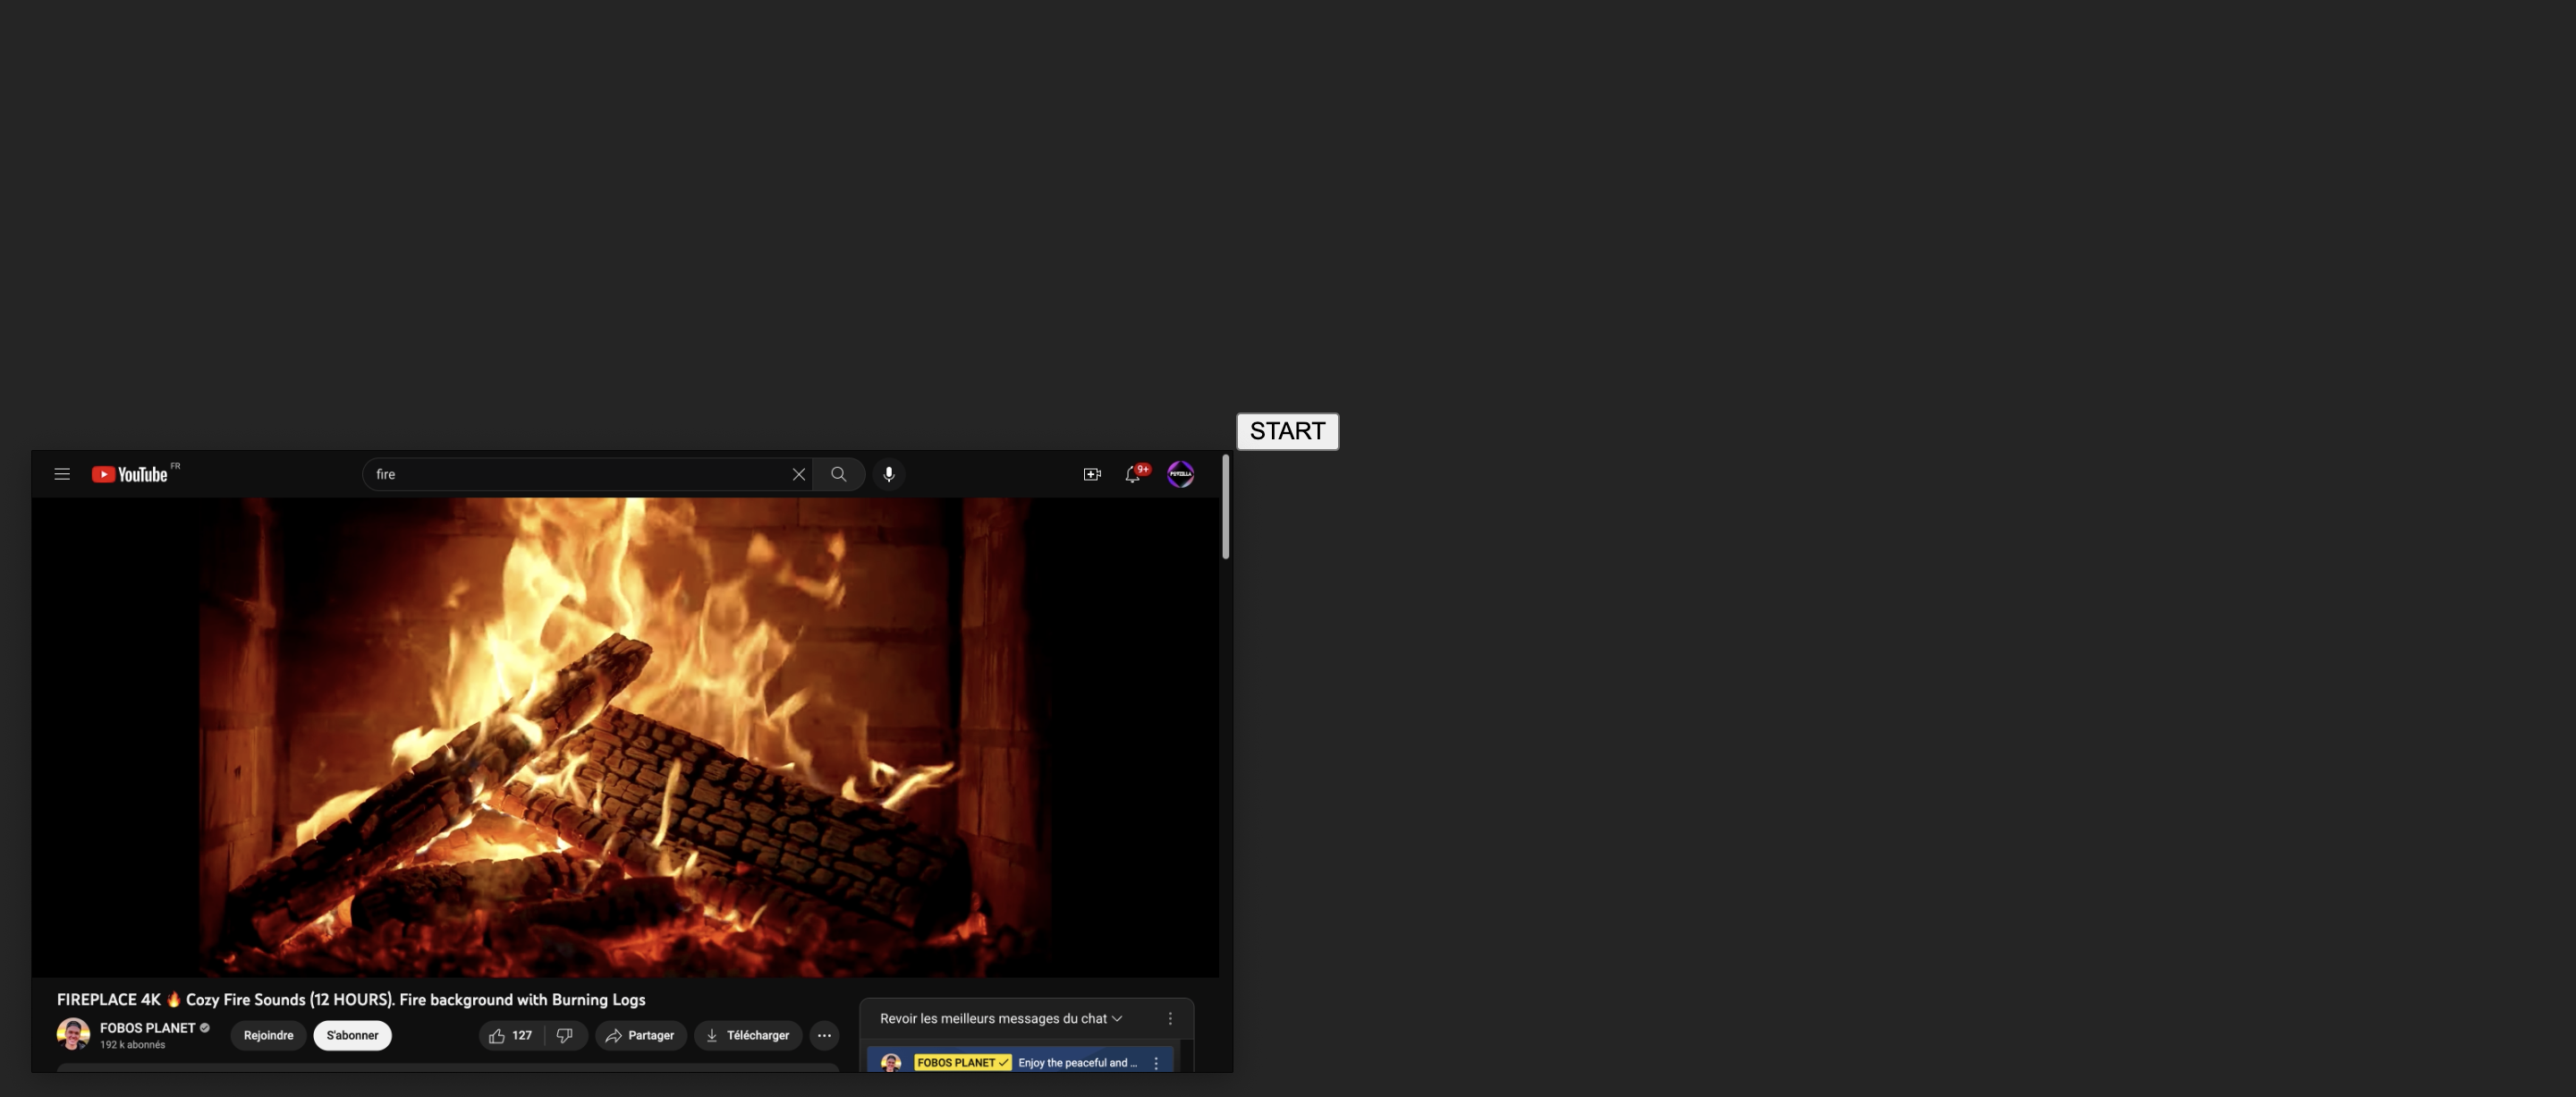 START
YouTube FR
fire
9+
FIREPLACE 4K 🔥 Cozy Fire Sounds (12 HOURS). Fire background with Burning Logs
FOBOS PLANET
192 k abonnés
Rejoindre
S'abonner
127
Partager
Télécharger
Revoir les meilleurs messages du chat
FOBOS PLANET Enjoy the peaceful and ...